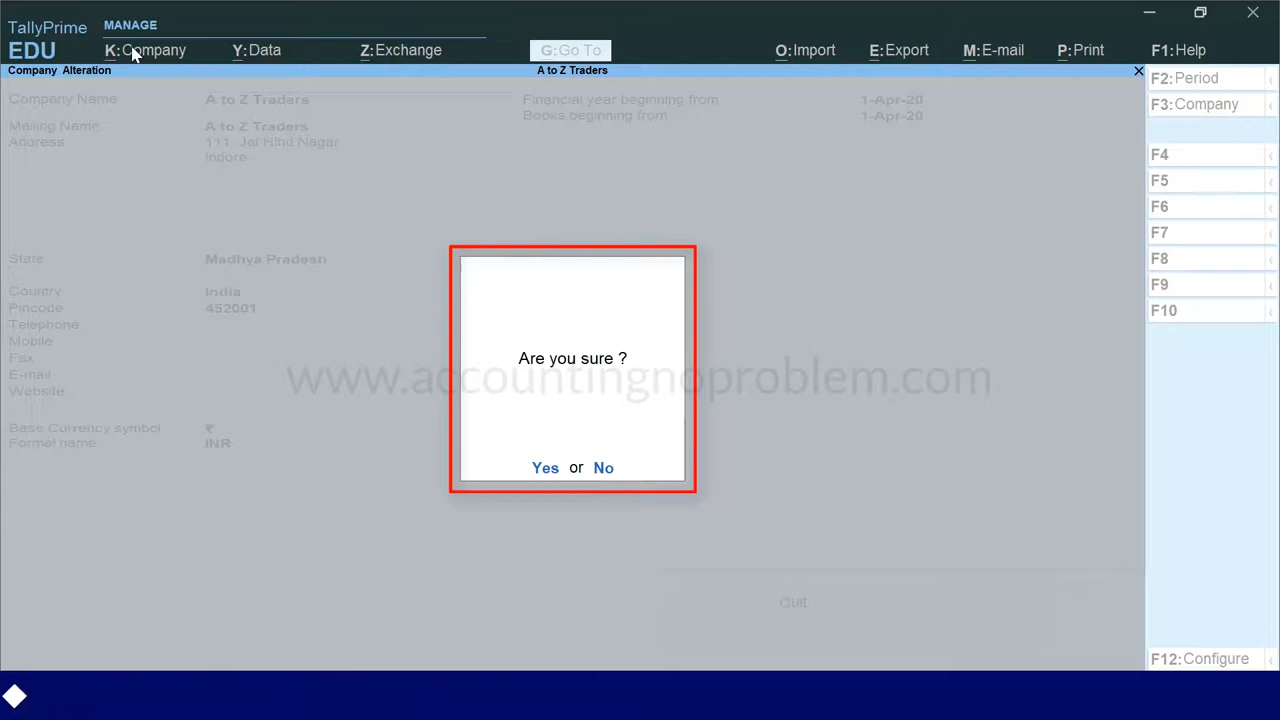 TallyPrime
MANAGE
EDU
K:Company Y:Data Z:Exchange G:Go To O:Import E:Export M:E-mail P:Print F1:Help
Company Alteration A to Z Traders
Company Name A to Z Traders Financial year beginning from 1-Apr-20
Books beginning from 1-Apr-20
Mailing Name A to Z Traders
Address 111, Jai Hind Nagar
Indore
State Madhya Pradesh
Country India
Pincode 452001
Telephone
Mobile
Fax
E-mail
Website
Base Currency symbol ₹
Formal name INR
Are you sure ?
Yes or No
www.accountingnoproblem.com
Quit
F2:Period
F3:Company
F4
F5
F6
F7
F8
F9
F10
F12:Configure